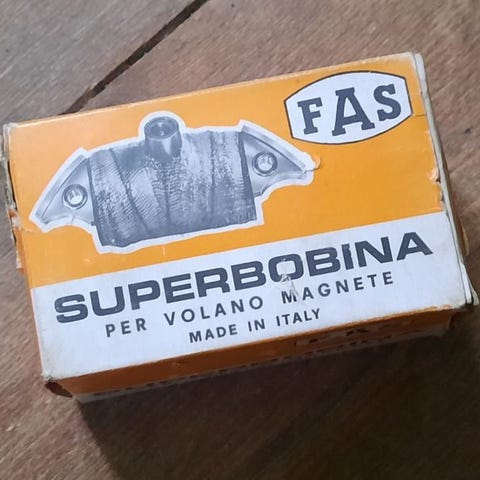 FAS
SUPERBOBINA
PER VOLANO MAGNETE
MADE IN ITALY